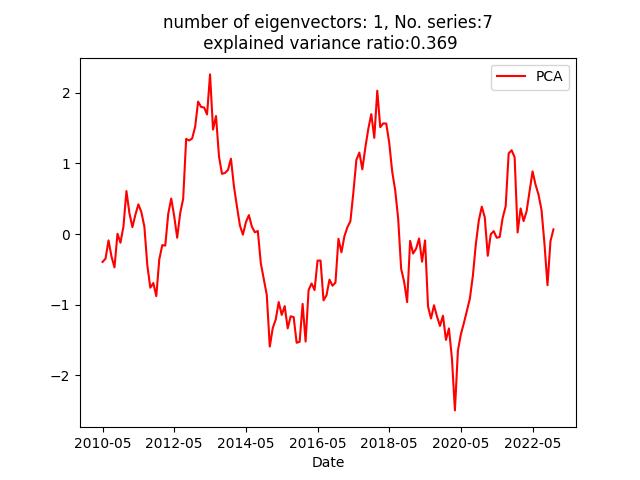 number of eigenvectors: 1, No. series:7
explained variance ratio:0.369
PCA
2
1
0
−1
−2
2010-05 2012-05 2014-05 2016-05 2018-05 2020-05 2022-05
Date